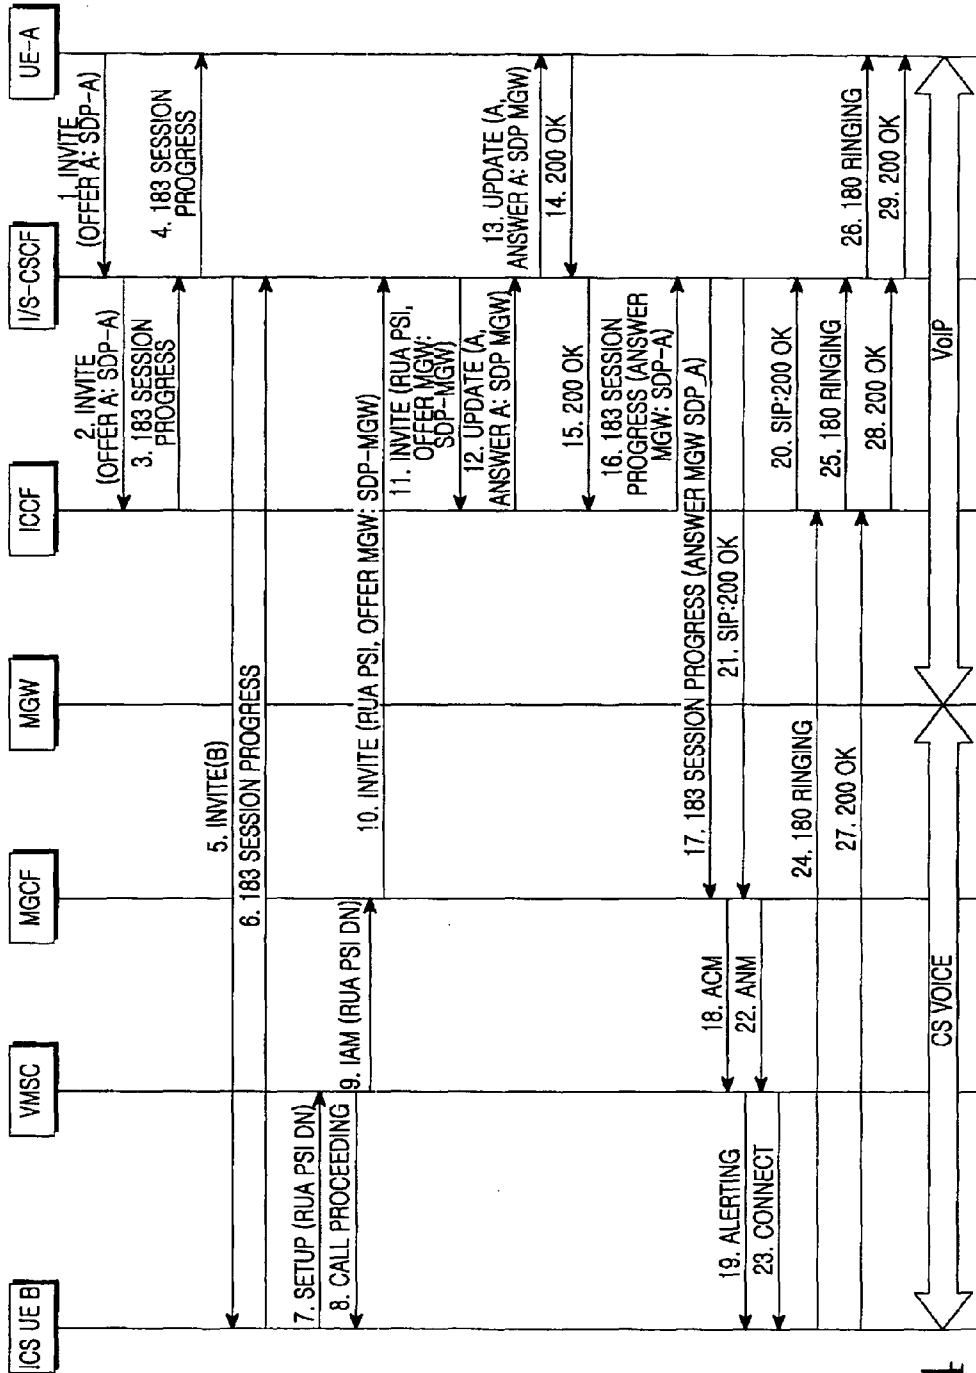 ICS UE B
VMSC
MGCF
MGW
ICCF
I/S-CSCF
UE-A
1. INVITE
(OFFER A: SDP-A)
2. INVITE
(OFFER A: SDP-A)
3. 183 SESSION
PROGRESS
4. 183 SESSION
PROGRESS
5. INVITE(B)
6. 183 SESSION PROGRESS
7. SETUP (RUA PSI DN)
8. CALL PROCEEDING
9. IAM (RUA PSI DN)
10. INVITE (RUA PSI, OFFER MGW: SDP-MGW)
11. INVITE (RUA PSI,
OFFER MGW:
SDP-MGW)
12. UPDATE (A,
ANSWER A: SDP MGW)
13. UPDATE (A,
ANSWER A: SDP MGW)
14. 200 OK
15. 200 OK
16. 183 SESSION
PROGRESS (ANSWER
MGW: SDP-A)
17. 183 SESSION PROGRESS (ANSWER MGW SDP_A)
18. ACM
19. ALERTING
20. SIP:200 OK
21. SIP:200 OK
22. ANM
23. CONNECT
24. 180 RINGING
25. 180 RINGING
26. 180 RINGING
27. 200 OK
28. 200 OK
29. 200 OK
CS VOICE
VoIP